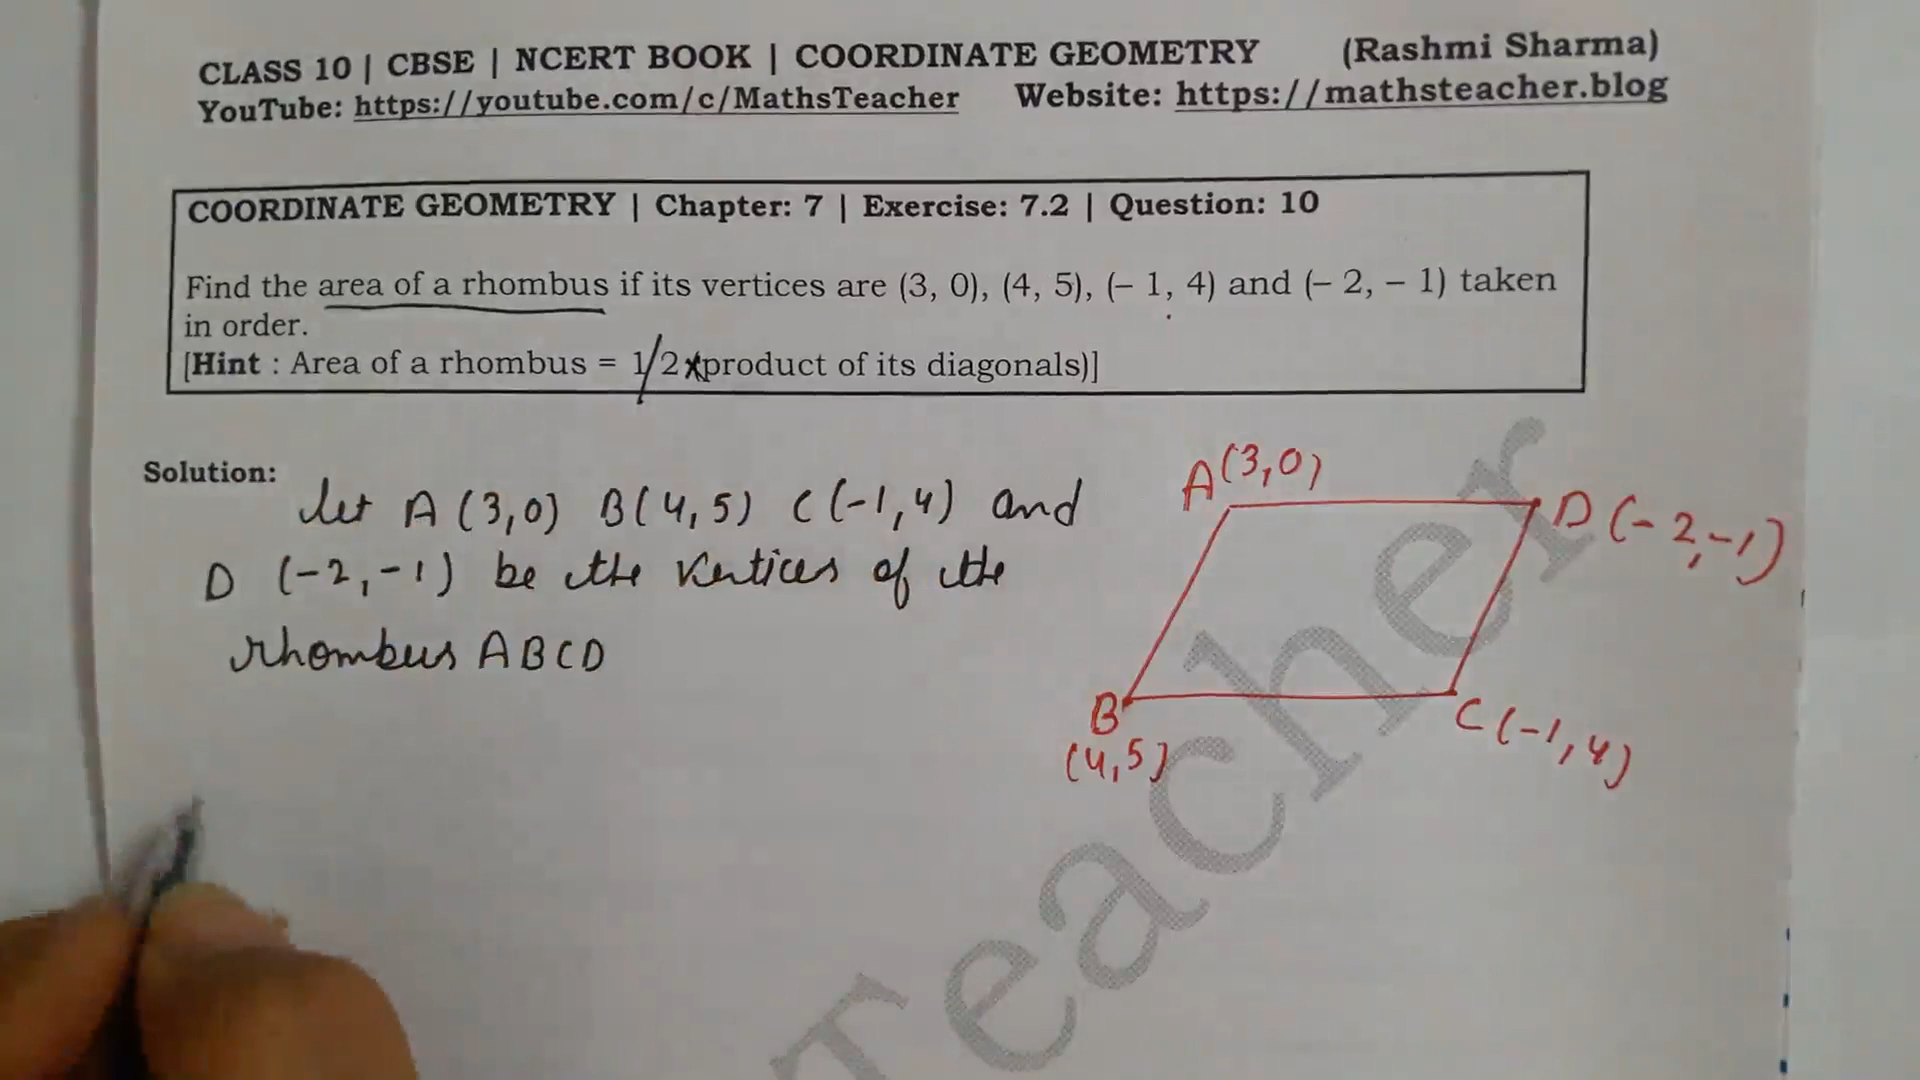 CLASS 10 | CBSE | NCERT BOOK | COORDINATE GEOMETRY (Rashmi Sharma)
YouTube: https://youtube.com/c/MathsTeacher Website: https://mathsteacher.blog
COORDINATE GEOMETRY | Chapter: 7 | Exercise: 7.2 | Question: 10
Find the area of a rhombus if its vertices are (3, 0), (4, 5), (– 1, 4) and (– 2, – 1) taken
in order.
[Hint : Area of a rhombus = 1/2×(product of its diagonals)]
Solution:
let A (3,0) B(4,5) C(-1,4) and
D (-2,-1) be the vertices of the
rhombus ABCD
A(3,0)
D(-2,-1)
B
(4,5)
C(-1,4)
Teacher